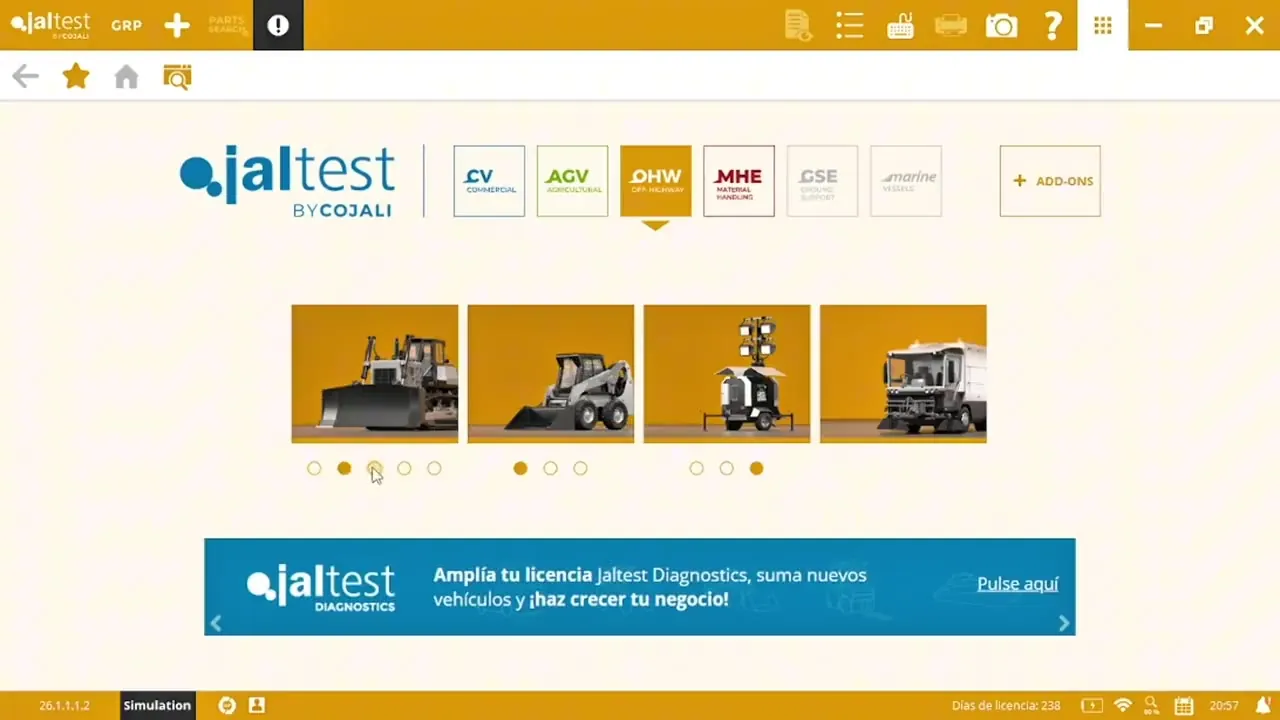 jaltest
BY COJALI
GRP
PARTS
SEARCH
jaltest
BYCOJALI
CV
COMMERCIAL
AGV
AGRICULTURAL
OHW
OFF-HIGHWAY
MHE
MATERIAL
HANDLING
GSE
GROUND
SUPPORT
marine
VESSELS
+ ADD-ONS
jaltest
DIAGNOSTICS
Amplía tu licencia Jaltest Diagnostics, suma nuevos
vehículos y ¡haz crecer tu negocio!
Pulse aquí
26.1.1.1.2
Simulation
Días de licencia: 238
80 %
20:57